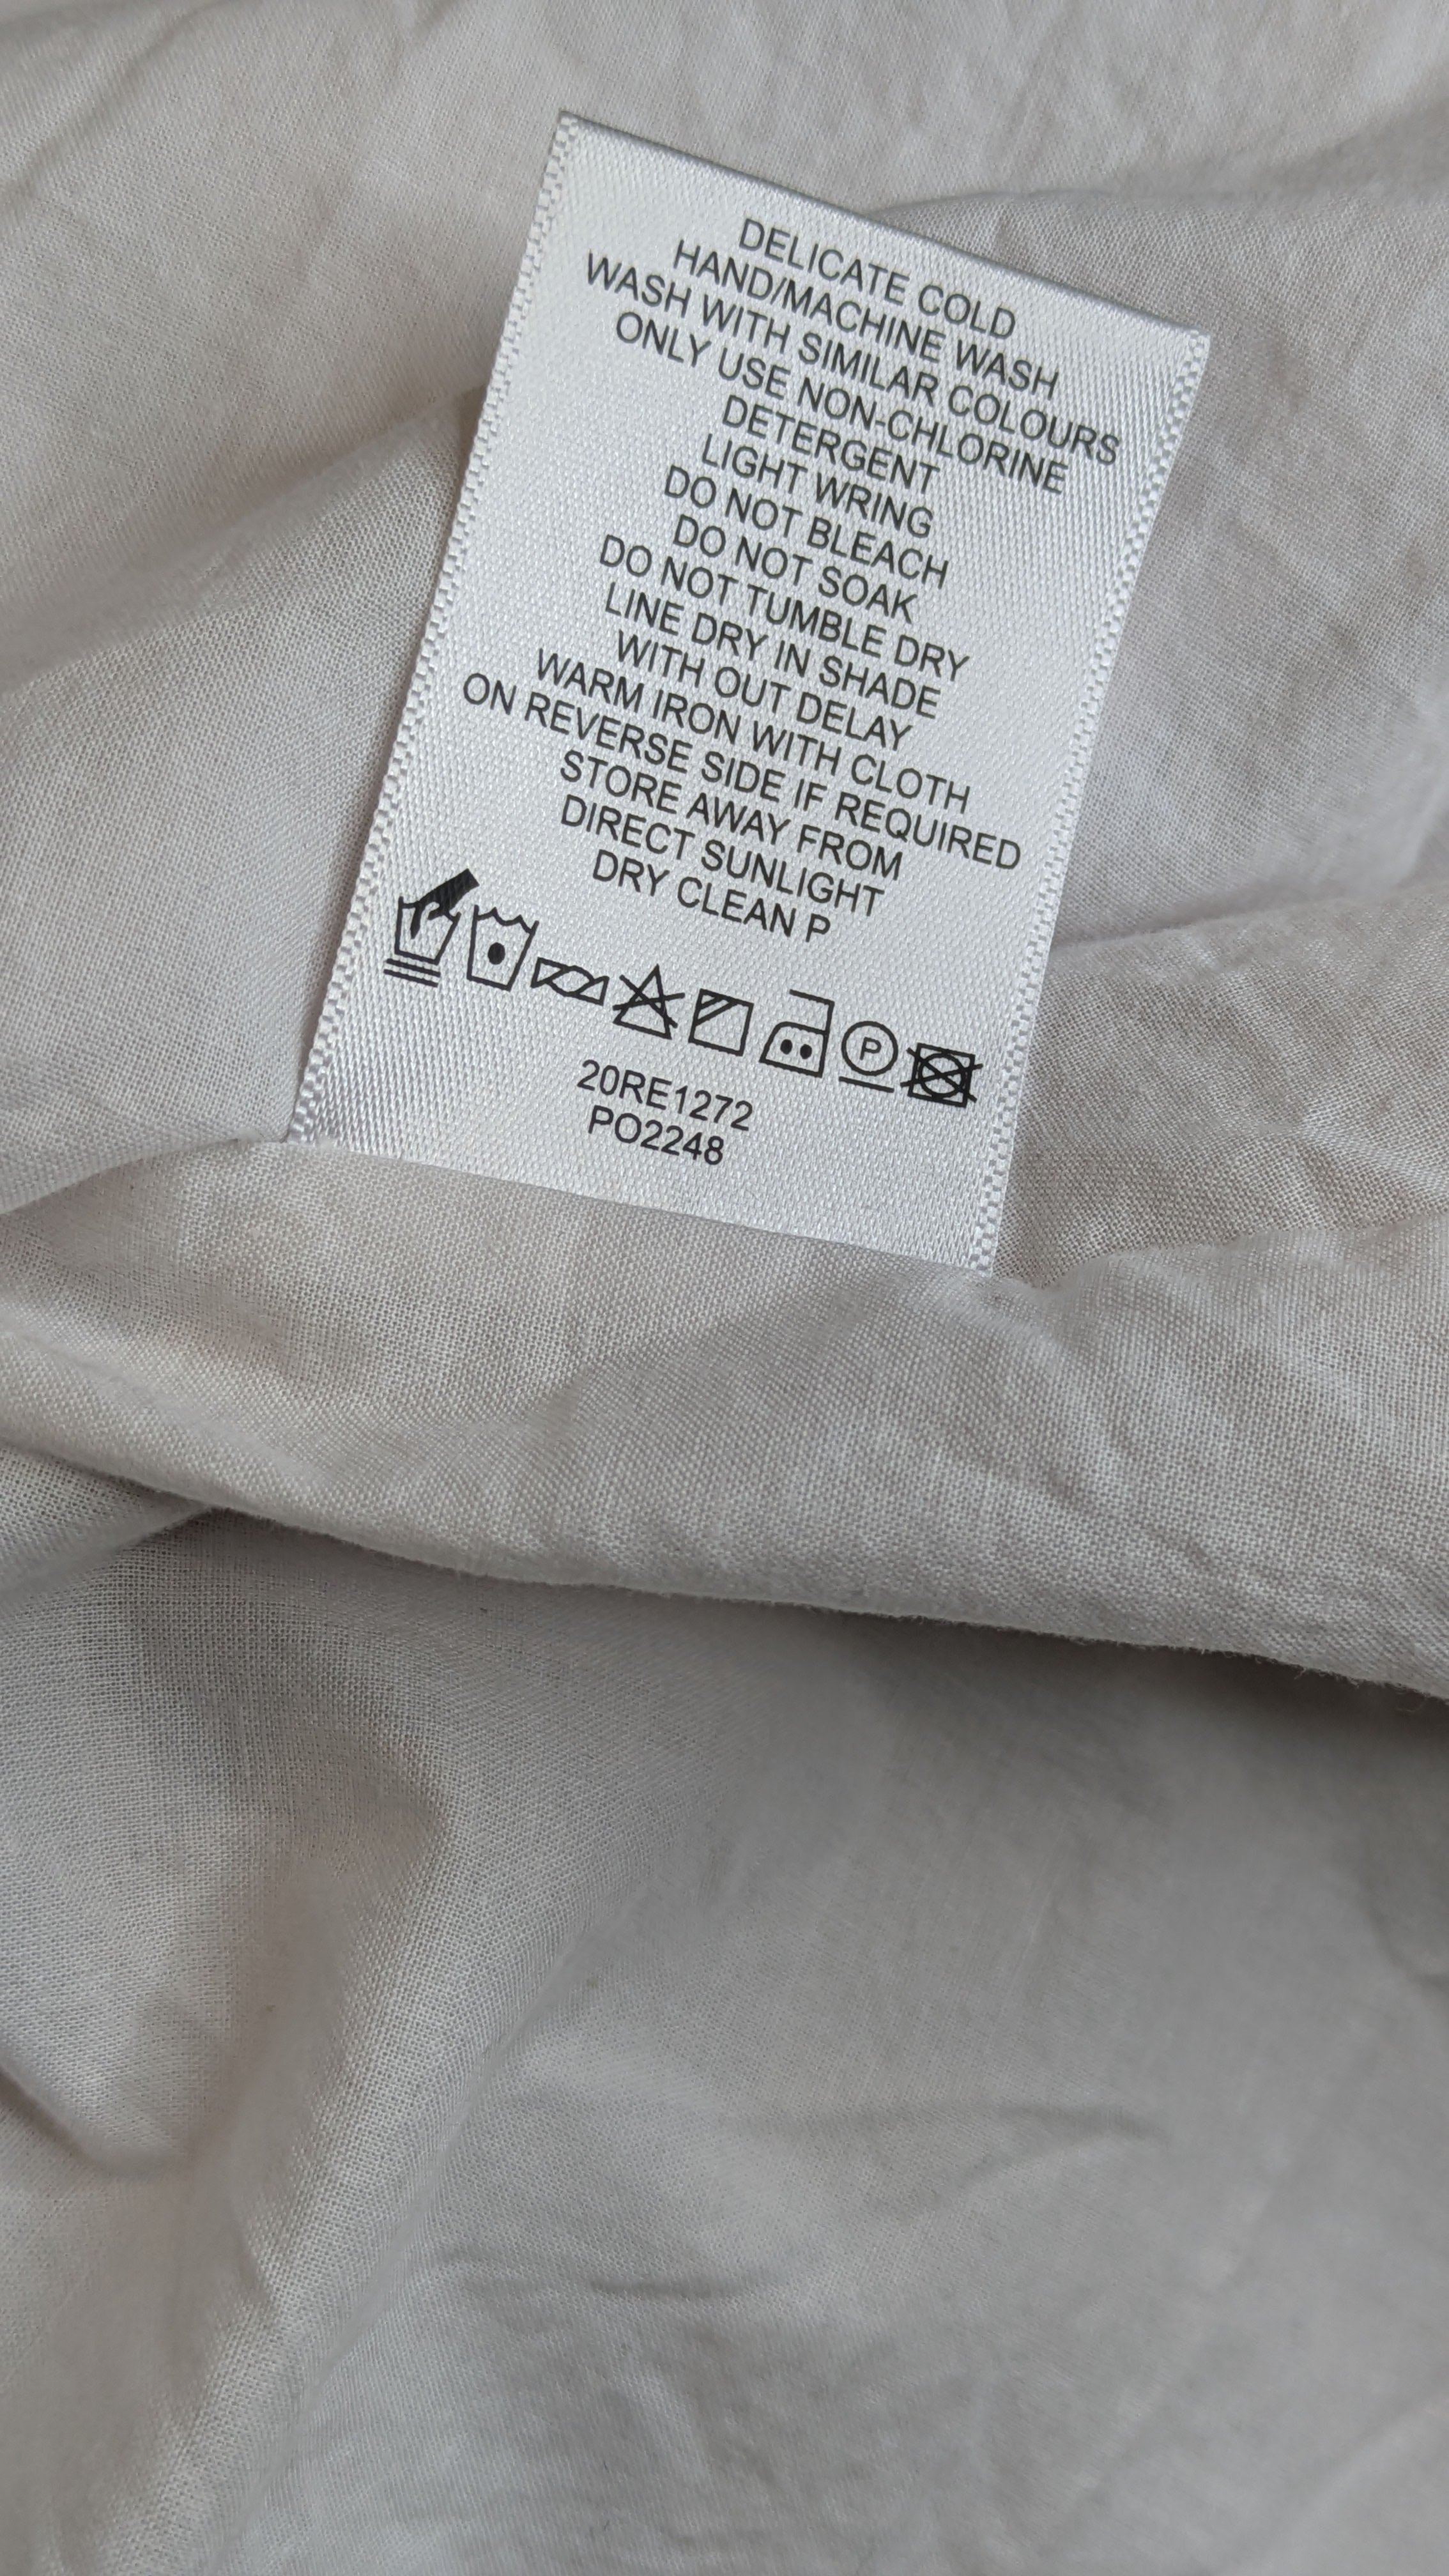 DELICATE COLD
HAND/MACHINE WASH
WASH WITH SIMILAR COLOURS
ONLY USE NON-CHLORINE
DETERGENT
LIGHT WRING
DO NOT BLEACH
DO NOT SOAK
DO NOT TUMBLE DRY
LINE DRY IN SHADE
WITH OUT DELAY
WARM IRON WITH CLOTH
ON REVERSE SIDE IF REQUIRED
STORE AWAY FROM
DIRECT SUNLIGHT
DRY CLEAN P
P
20RE1272
PO2248